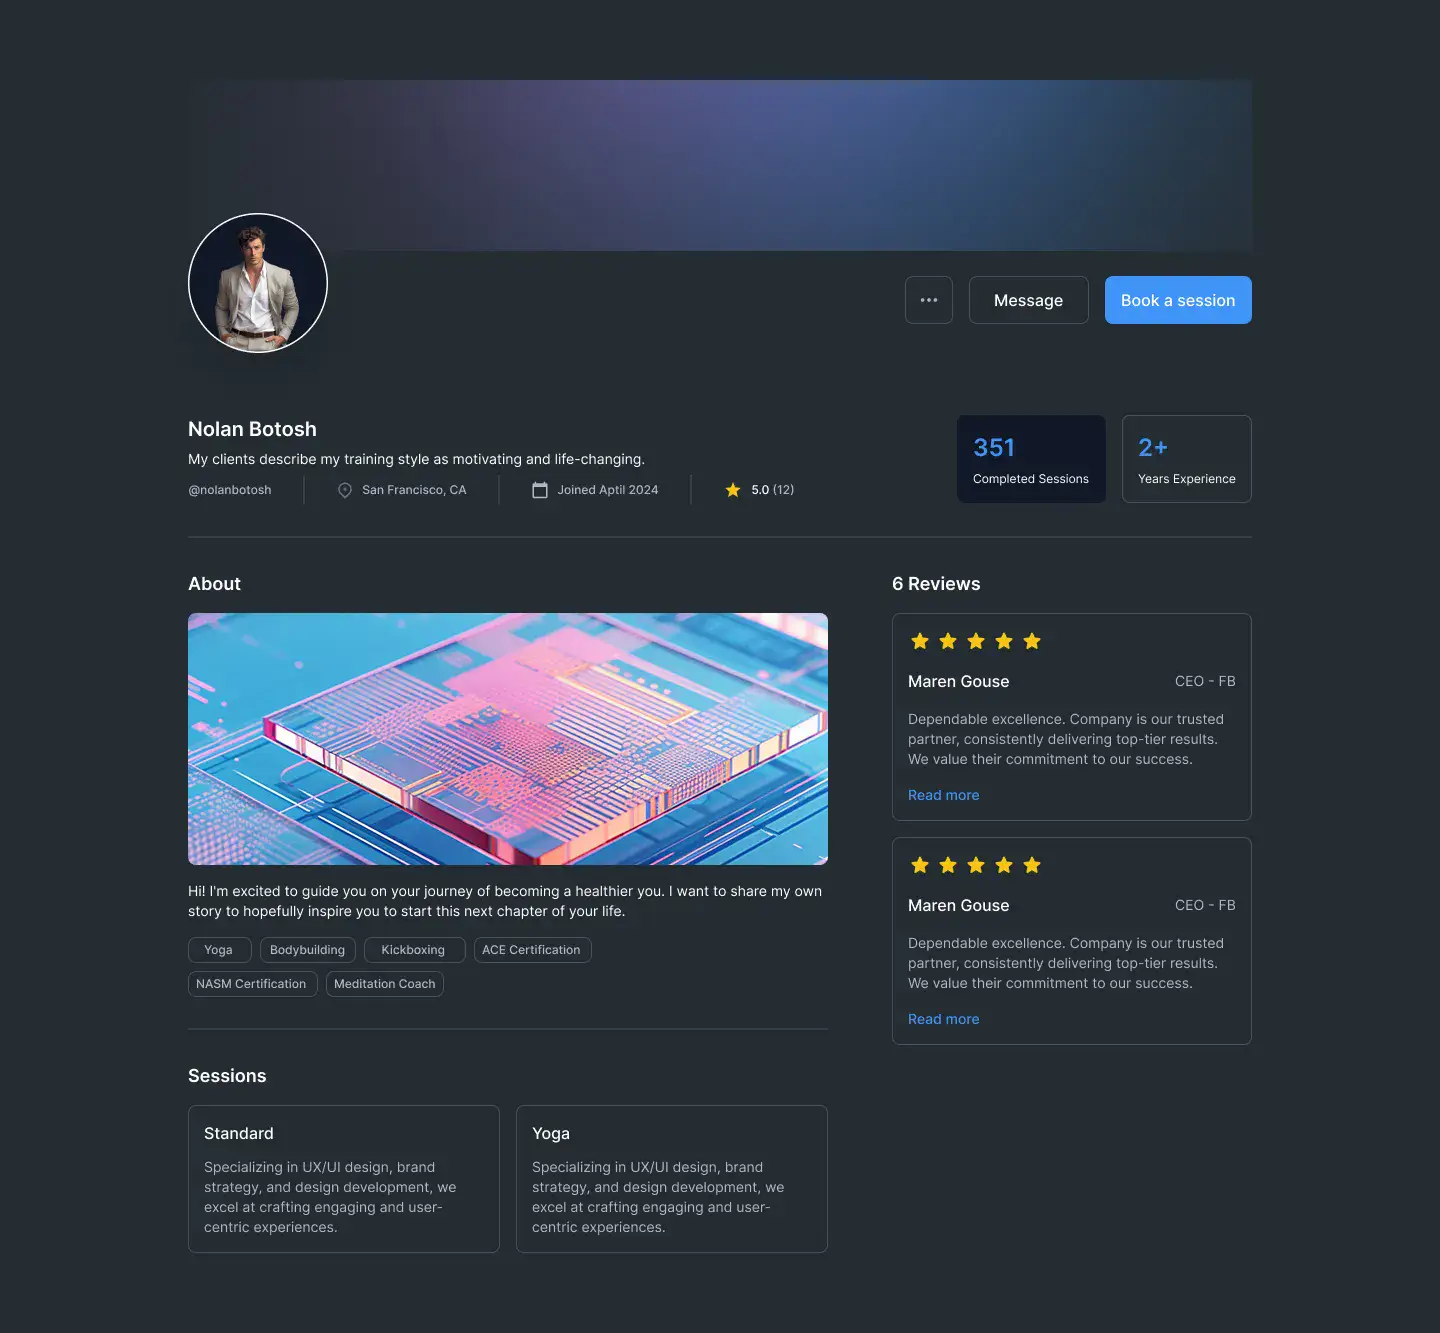 Message
Book a session
Nolan Botosh
My clients describe my training style as motivating and life-changing.
@nolanbotosh
San Francisco, CA
Joined Aptil 2024
5.0 (12)
351
Completed Sessions
2+
Years Experience
About
Hi! I'm excited to guide you on your journey of becoming a healthier you. I want to share my own
story to hopefully inspire you to start this next chapter of your life.
Yoga
Bodybuilding
Kickboxing
ACE Certification
NASM Certification
Meditation Coach
Sessions
Standard
Specializing in UX/UI design, brand
strategy, and design development, we
excel at crafting engaging and user-
centric experiences.
Yoga
Specializing in UX/UI design, brand
strategy, and design development, we
excel at crafting engaging and user-
centric experiences.
6 Reviews
Maren Gouse
CEO - FB
Dependable excellence. Company is our trusted
partner, consistently delivering top-tier results.
We value their commitment to our success.
Read more
Maren Gouse
CEO - FB
Dependable excellence. Company is our trusted
partner, consistently delivering top-tier results.
We value their commitment to our success.
Read more